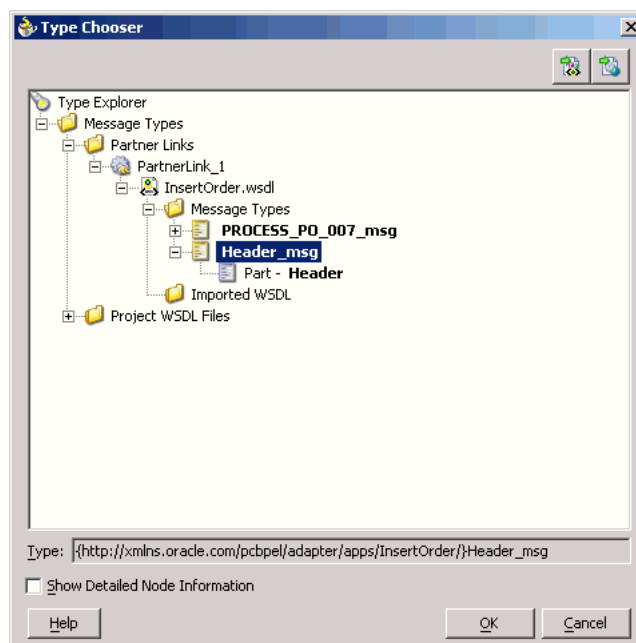 Type Chooser
Type Explorer
Message Types
Partner Links
PartnerLink_1
InsertOrder.wsdl
Message Types
PROCESS_PO_007_msg
Header_msg
Part - Header
Imported WSDL
Project WSDL Files
Type: {http://xmlns.oracle.com/pcbpel/adapter/apps/InsertOrder/}Header_msg
Show Detailed Node Information
Help OK Cancel